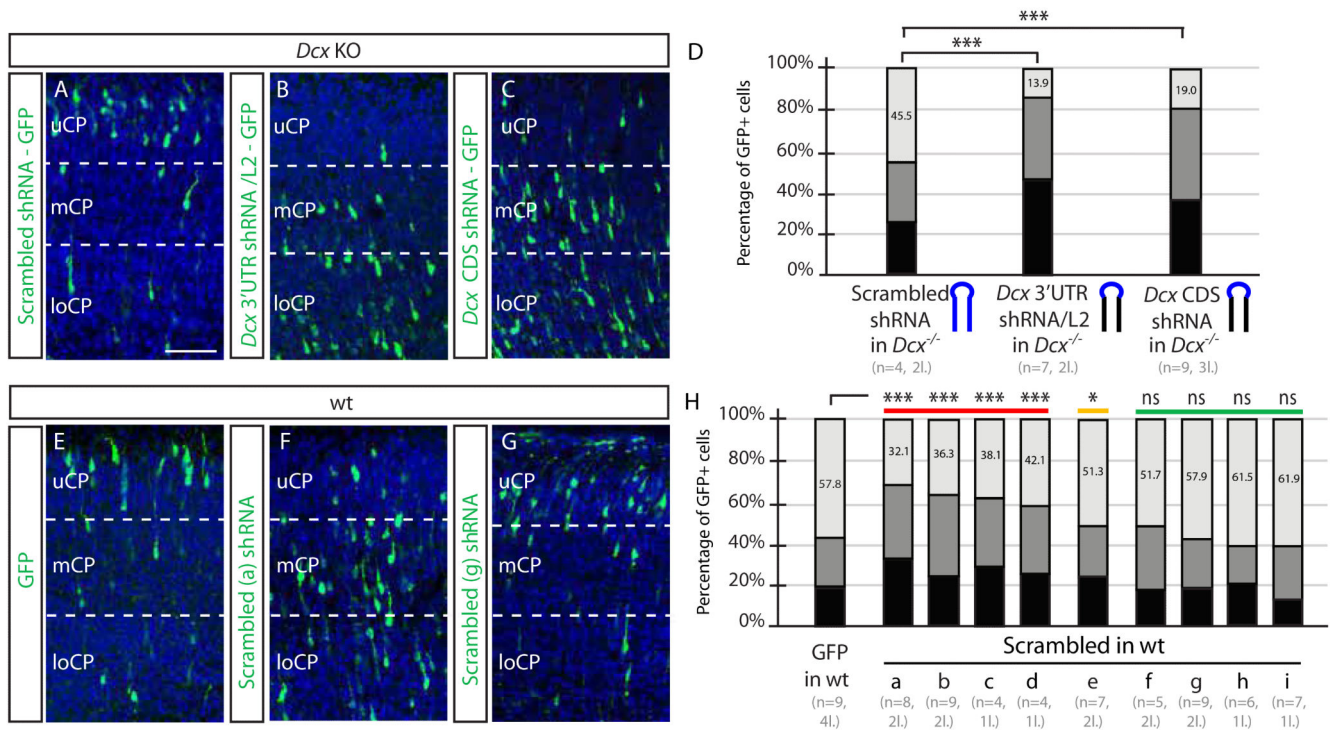 Dcx KO
Scrambled shRNA - GFP
A
uCP
mCP
loCP
Dcx 3'UTR shRNA /L2 - GFP
B
uCP
mCP
loCP
Dcx CDS shRNA - GFP
C
uCP
mCP
loCP
D
***
***
Percentage of GFP+ cells
100%
80%
60%
40%
20%
0%
45.5
13.9
19.0
Scrambled
shRNA
in Dcx-/-
(n=4, 2l.)
Dcx 3'UTR
shRNA/L2
in Dcx-/-
(n=7, 2l.)
Dcx CDS
shRNA
in Dcx-/-
(n=9, 3l.)
wt
GFP
E
uCP
mCP
loCP
Scrambled (a) shRNA
F
uCP
mCP
loCP
Scrambled (g) shRNA
G
uCP
mCP
loCP
H
*** *** *** *** * ns ns ns ns
Percentage of GFP+ cells
100%
80%
60%
40%
20%
0%
57.8 32.1 36.3 38.1 42.1 51.3 51.7 57.9 61.5 61.9
GFP
in wt
(n=9,
4l.)
Scrambled in wt
a b c d e f g h i
(n=8, (n=9, (n=4, (n=4, (n=7, (n=5, (n=9, (n=6, (n=7,
2l.) 2l.) 1l.) 1l.) 2l.) 2l.) 2l.) 1l.) 1l.)